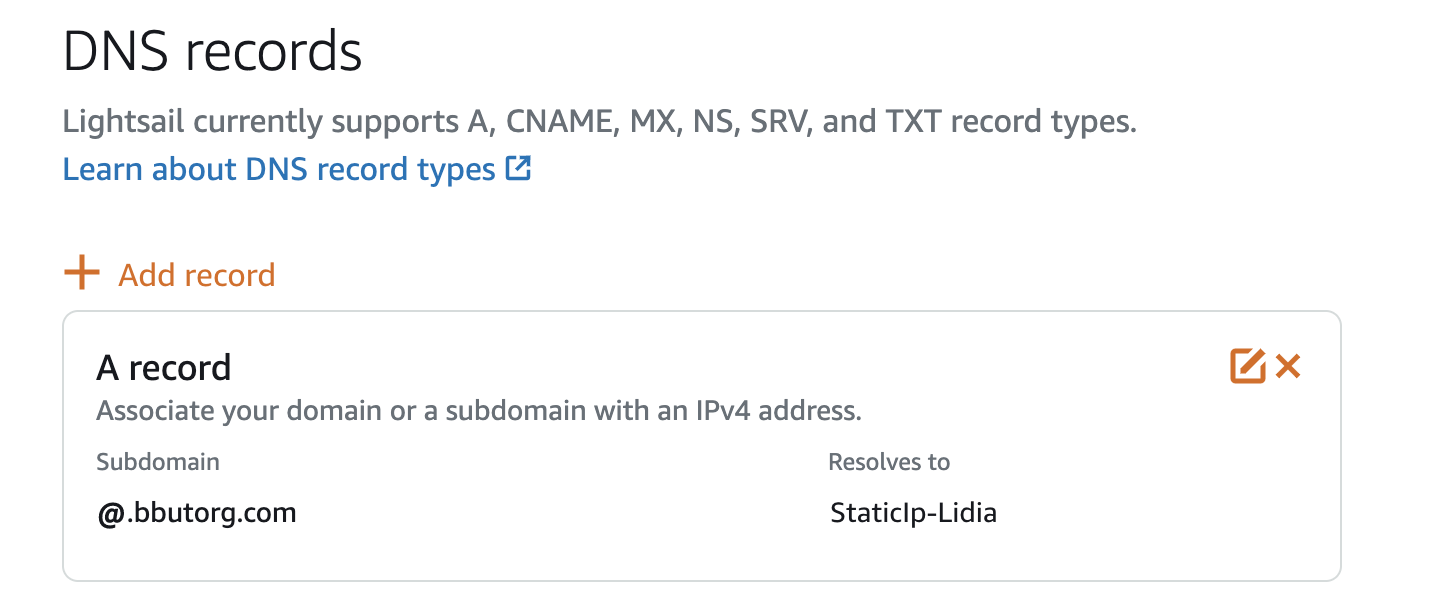 DNS records
Lightsail currently supports A, CNAME, MX, NS, SRV, and TXT record types.
Learn about DNS record types
Add record
A record
Associate your domain or a subdomain with an IPv4 address.
Subdomain
Resolves to
@.bbutorg.com
StaticIp-Lidia